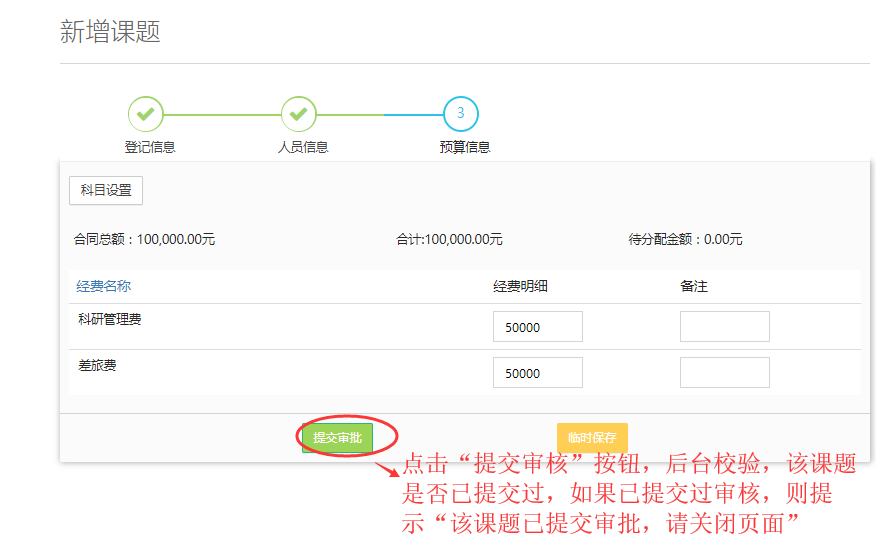 新增课题
3
登记信息 人员信息 预算信息
科目设置
合同总额：100,000.00元 合计:100,000.00元 待分配金额：0.00元
经费名称 经费明细 备注
科研管理费 50000
差旅费 50000
提交审批 临时保存
点击“提交审核”按钮，后台校验，该课题
是否已提交过，如果已提交过审核，则提
示“该课题已提交审批，请关闭页面”